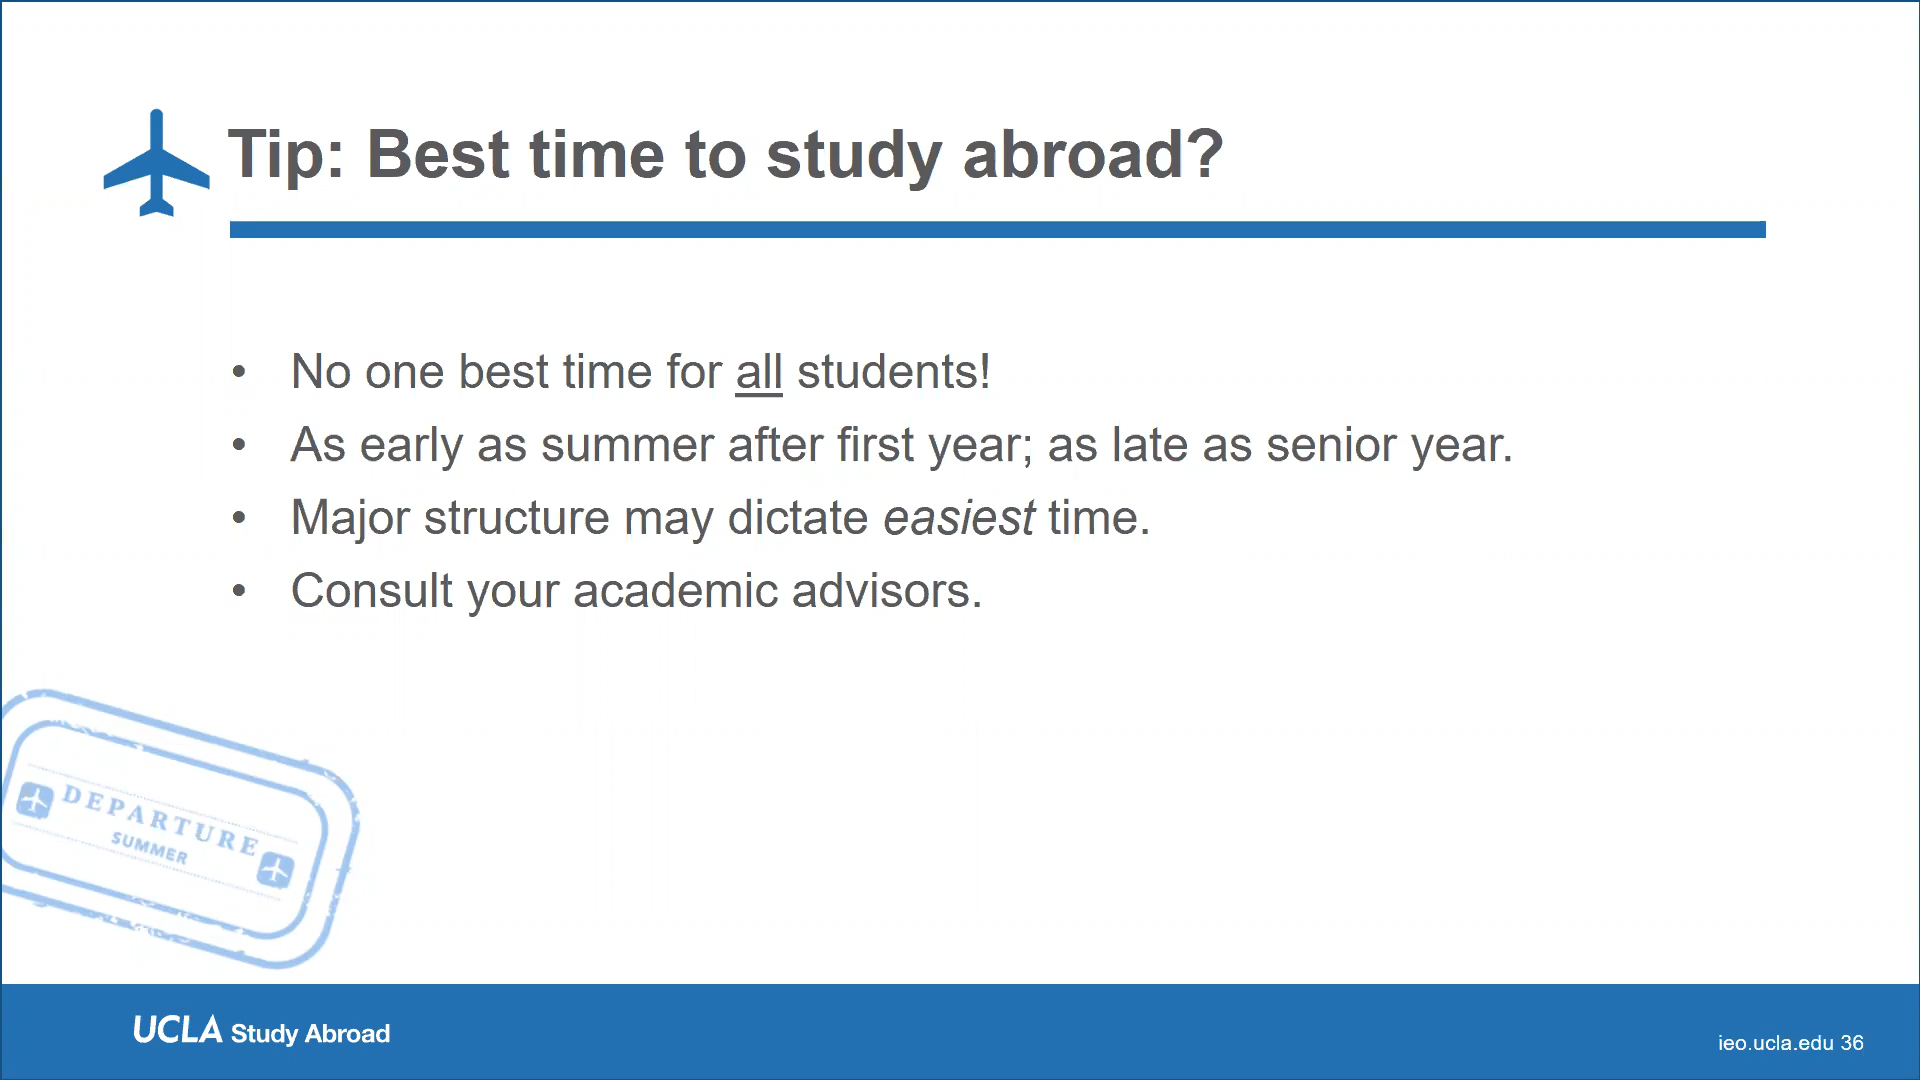 Tip: Best time to study abroad?
• No one best time for all students!
• As early as summer after first year; as late as senior year.
• Major structure may dictate easiest time.
• Consult your academic advisors.
DEPARTURE
SUMMER
UCLA Study Abroad
ieo.ucla.edu 36